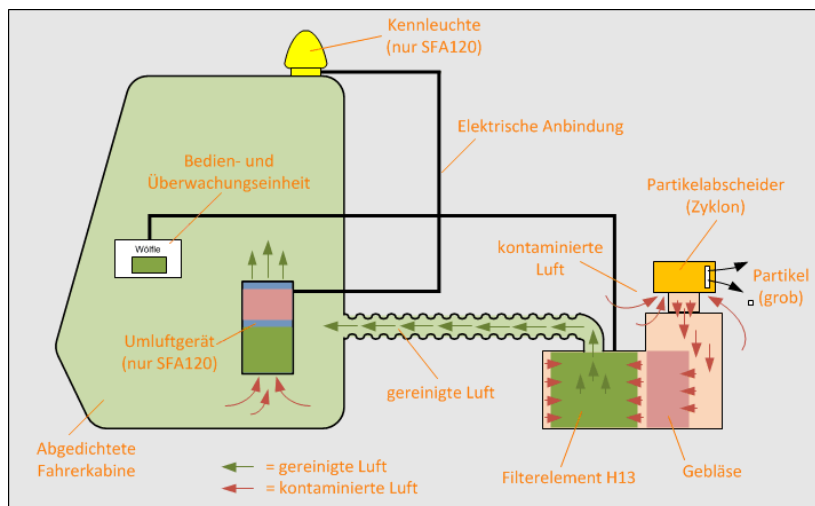 Kennleuchte
(nur SFA120)
Elektrische Anbindung
Bedien- und
Überwachungseinheit
Partikelabscheider
(Zyklon)
Wölfle
kontaminierte
Luft
Partikel
(grob)
Umluftgerät
(nur SFA120)
gereinigte Luft
Abgedichtete
Fahrerkabine
= gereinigte Luft
= kontaminierte Luft
Filterelement H13
Gebläse